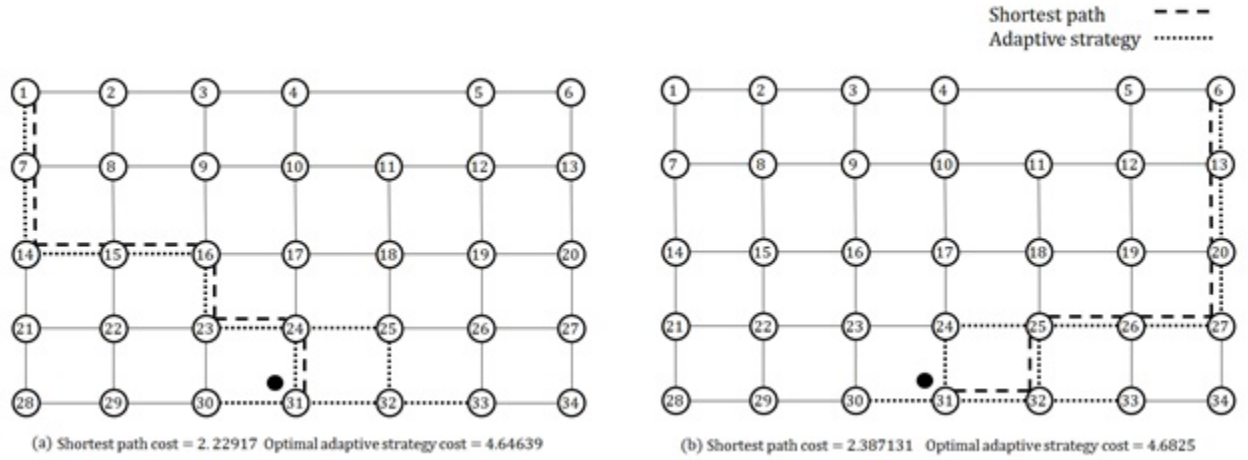 Shortest path
Adaptive strategy
1 2 3 4 5 6
7 8 9 10 11 12 13
14 15 16 17 18 19 20
21 22 23 24 25 26 27
28 29 30 31 32 33 34
(a) Shortest path cost = 2.22917 Optimal adaptive strategy cost = 4.64639
1 2 3 4 5 6
7 8 9 10 11 12 13
14 15 16 17 18 19 20
21 22 23 24 25 26 27
28 29 30 31 32 33 34
(b) Shortest path cost = 2.387131 Optimal adaptive strategy cost = 4.6825